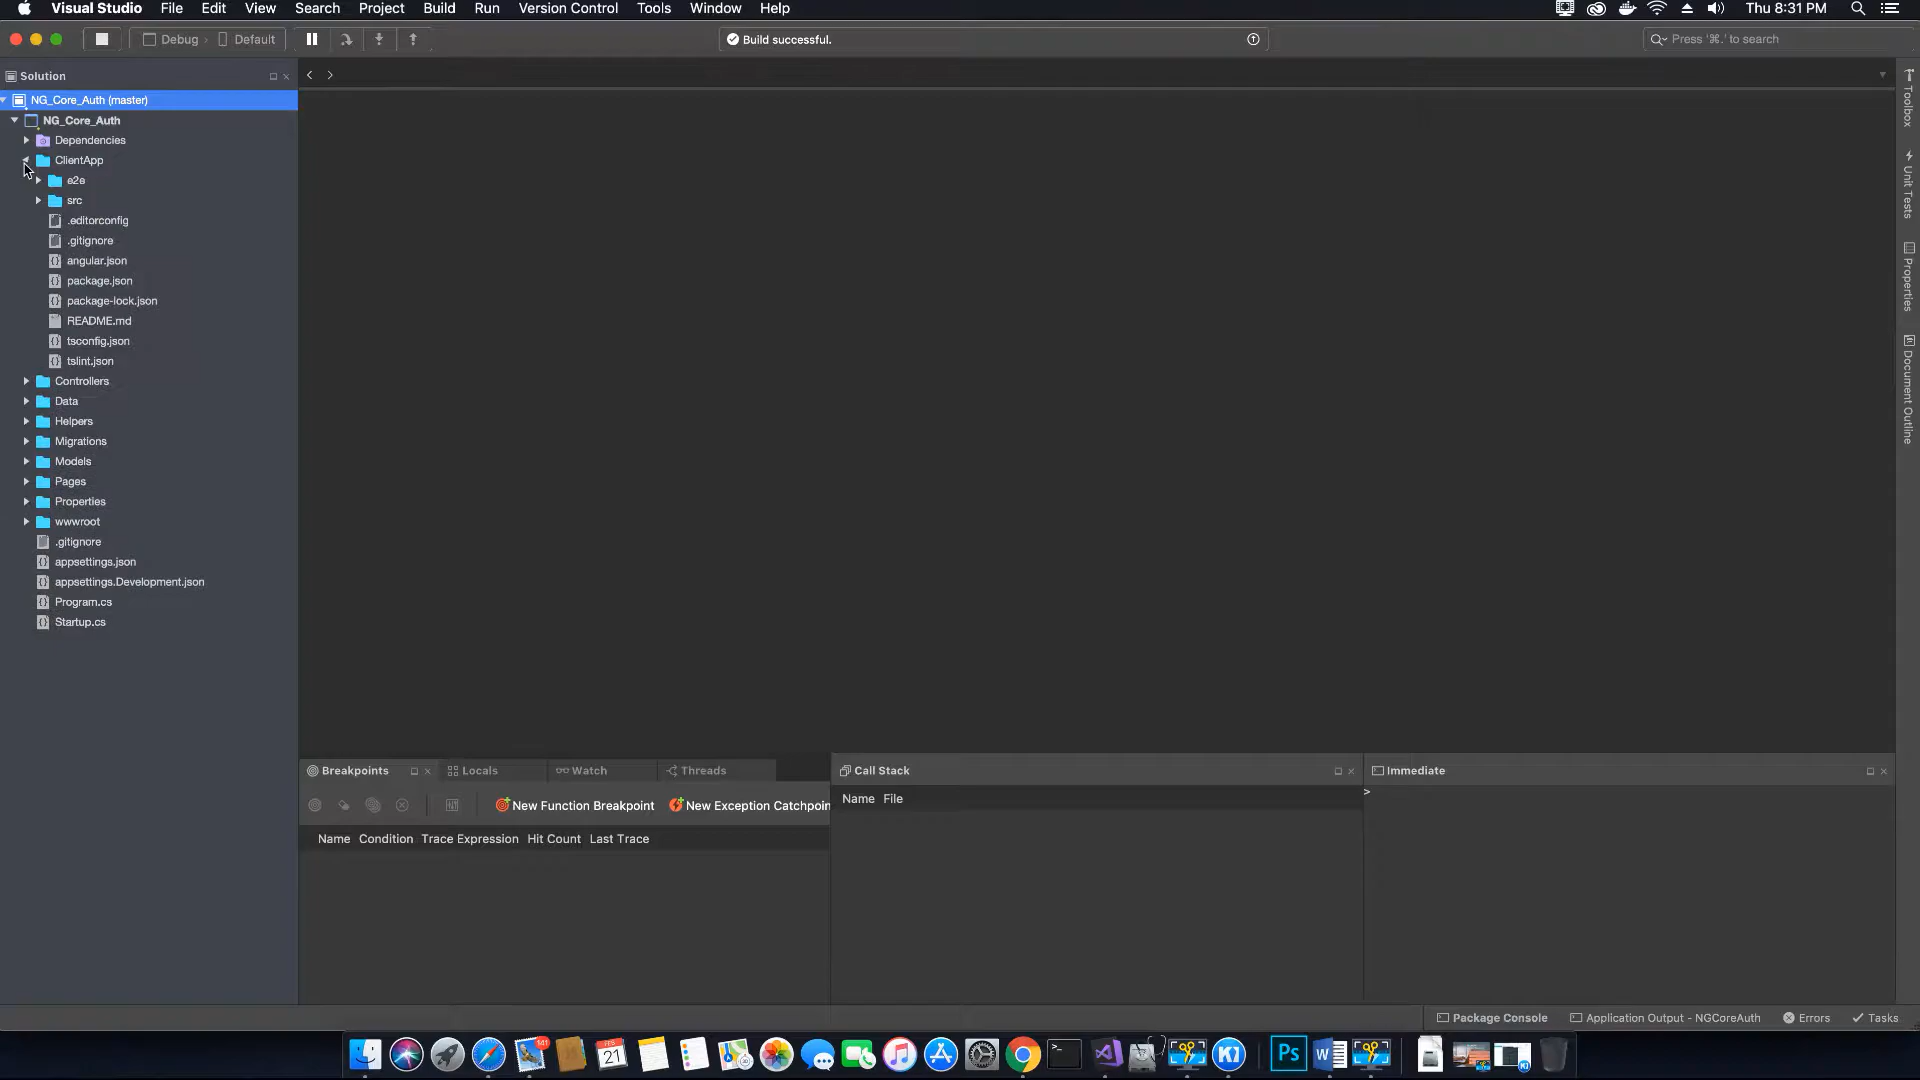 Visual Studio File Edit View Search Project Build Run Version Control Tools Window Help Thu 8:31 PM
Debug Default Build successful. Press '⌘.' to search
Solution
NG_Core_Auth (master)
NG_Core_Auth
Dependencies
ClientApp
e2e
src
.editorconfig
.gitignore
angular.json
package.json
package-lock.json
README.md
tsconfig.json
tslint.json
Controllers
Data
Helpers
Migrations
Models
Pages
Properties
wwwroot
.gitignore
appsettings.json
appsettings.Development.json
Program.cs
Startup.cs
Toolbox
Unit Tests
Properties
Document Outline
Breakpoints Locals Watch Threads Call Stack Immediate
New Function Breakpoint New Exception Catchpoin
Name File
>
Name Condition Trace Expression Hit Count Last Trace
Package Console Application Output - NGCoreAuth Errors Tasks
141
FEB
21
Ps
W